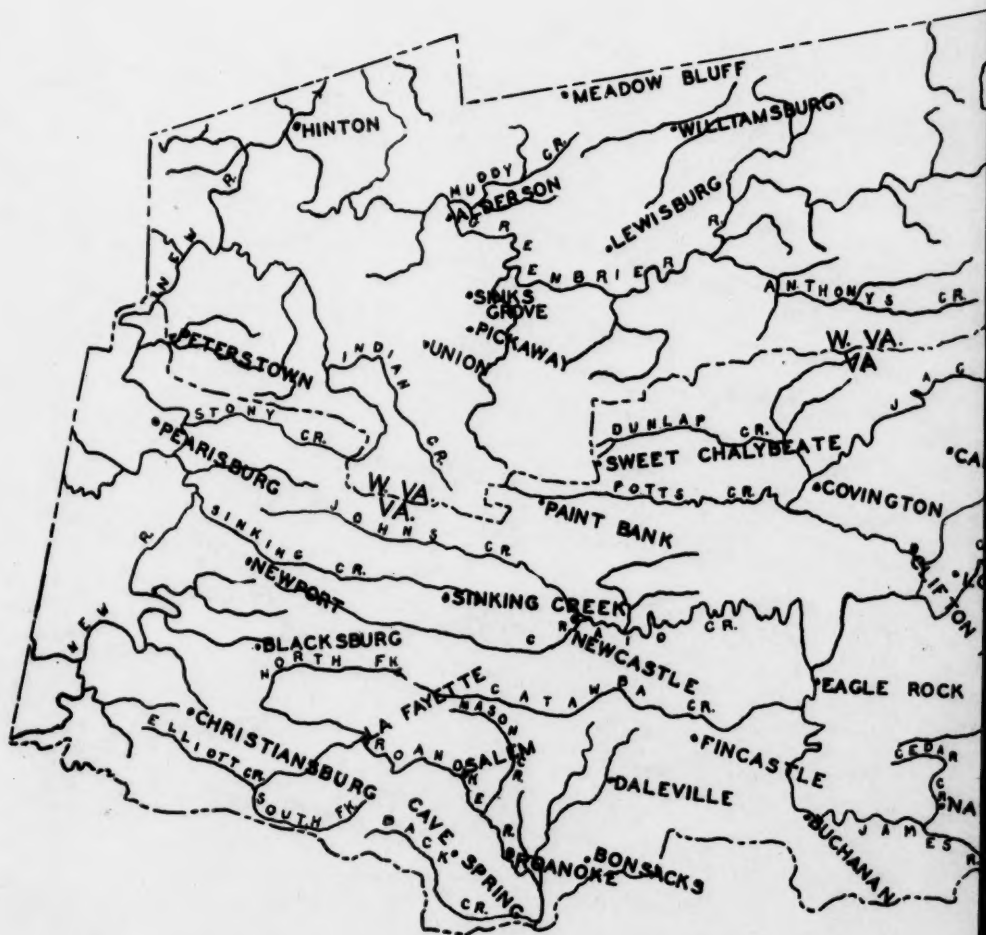 MEADOW BLUFF
HINTON
WILLIAMSBURG
MUDDY CR.
ALDERSON
LEWISBURG
R.
GREENBRIER R.
NEW
ANTHONYS CR.
SINKS
GROVE
PICKAWAY
UNION
W. VA.
VA
PETERSTOWN
INDIAN CR.
JAC
STONY CR.
DUNLAP CR.
PEARISBURG
SWEET CHALYBEATE
CA
W. VA.
VA.
POTTS CR.
COVINGTON
PAINT BANK
JOHNS CR.
SINKING CR.
R.
CLIFTON
NEWPORT
SINKING CREEK
CRAIG CR.
NEWCASTLE
BLACKSBURG
NEW
NORTH FK.
LA FAYETTE
CATAWBA CR.
EAGLE ROCK
MASON CR.
CHRISTIANSBURG
ELLIOTT CR.
ROANOKE R.
SALEM
FINCASTLE
CEDAR CR.
SOUTH FK.
DALEVILLE
NA
CAVE SPRING
BACK CR.
BUCHANAN
JAMES R.
ROANOKE
BONSACKS